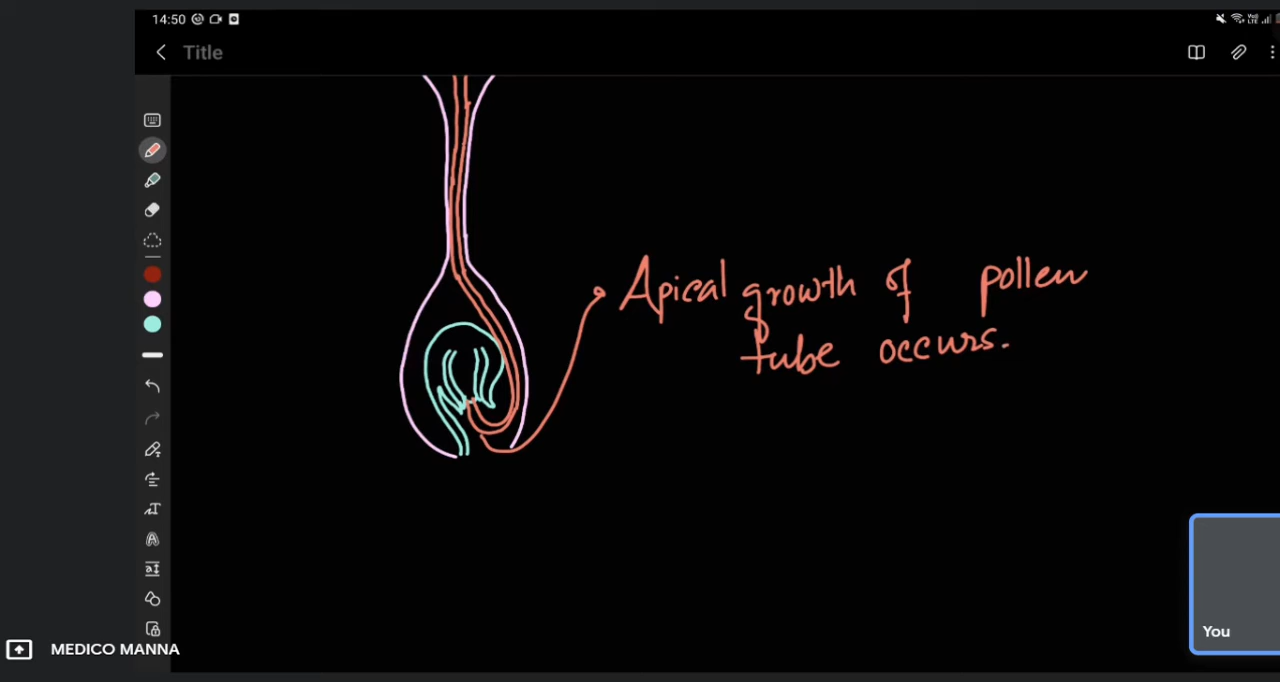 14:50
Title
Apical growth of pollen
tube occurs.
You
MEDICO MANNA